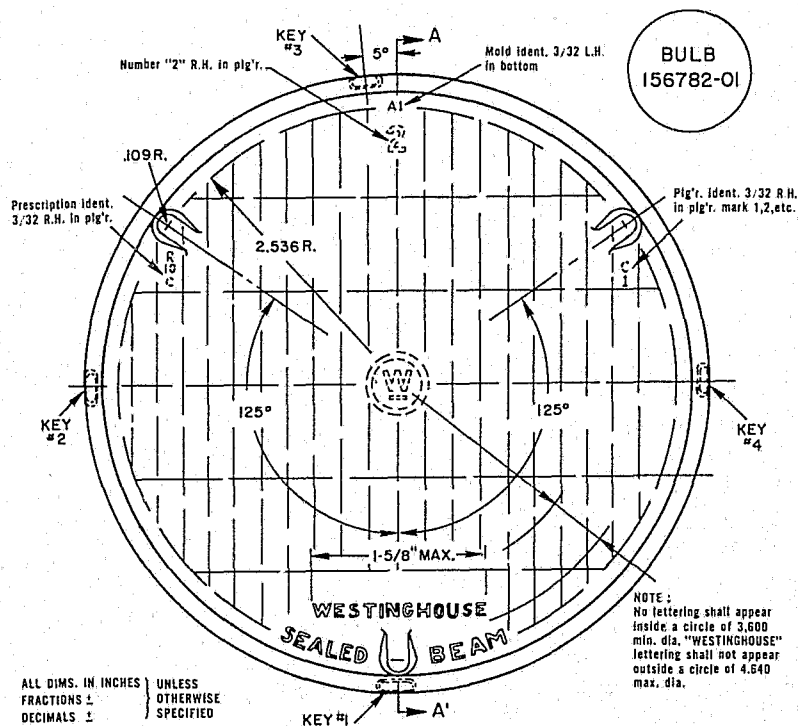 KEY
#3
5°
A
Number "2" R.H. in plg'r.
Mold ident. 3/32 L.H.
in bottom
BULB
156782-01
A1
2
.109R.
Prescription ident.
3/32 R.H. in plg'r.
Plg'r. ident. 3/32 R.H.
in plg'r. mark 1,2,etc.
2.536 R.
R
10
C
C
1
W
125°
125°
KEY
#2
KEY
#4
1-5/8" MAX.
WESTINGHOUSE
SEALED BEAM
NOTE:
No lettering shall appear
inside a circle of 3,600
min. dia. "WESTINGHOUSE"
lettering shall not appear
outside a circle of 4.640
max. dia.
ALL DIMS. IN INCHES UNLESS
FRACTIONS ± OTHERWISE
DECIMALS ± SPECIFIED
KEY #1
A'